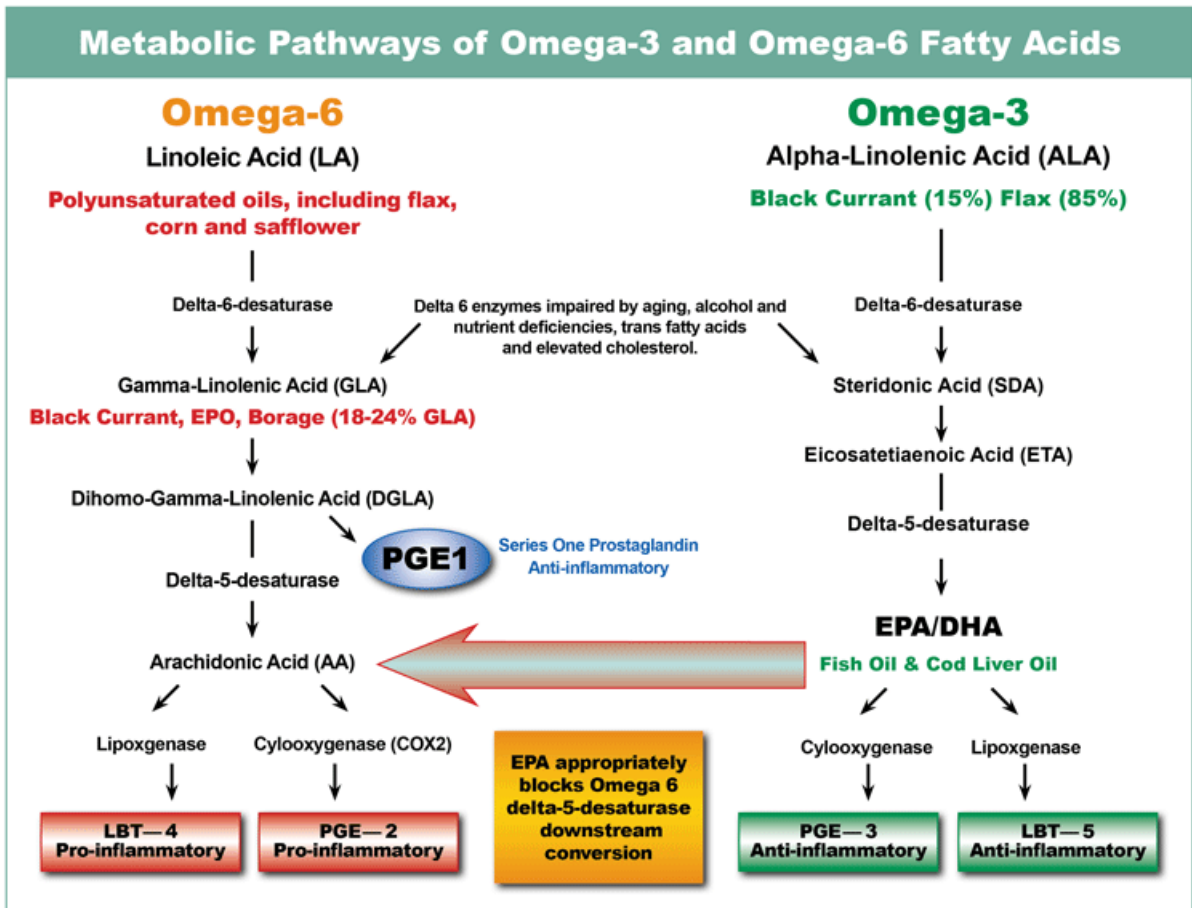 Metabolic Pathways of Omega-3 and Omega-6 Fatty Acids
Omega-6
Linoleic Acid (LA)
Polyunsaturated oils, including flax,
corn and safflower
Delta-6-desaturase
Gamma-Linolenic Acid (GLA)
Black Currant, EPO, Borage (18-24% GLA)
Dihomo-Gamma-Linolenic Acid (DGLA)
PGE1
Series One Prostaglandin
Anti-inflammatory
Delta-5-desaturase
Arachidonic Acid (AA)
Lipoxgenase
Cylooxygenase (COX2)
LBT—4
Pro-inflammatory
PGE—2
Pro-inflammatory
Delta 6 enzymes impaired by aging, alcohol and
nutrient deficiencies, trans fatty acids
and elevated cholesterol.
EPA appropriately
blocks Omega 6
delta-5-desaturase
downstream
conversion
Omega-3
Alpha-Linolenic Acid (ALA)
Black Currant (15%) Flax (85%)
Delta-6-desaturase
Steridonic Acid (SDA)
Eicosatetiaenoic Acid (ETA)
Delta-5-desaturase
EPA/DHA
Fish Oil & Cod Liver Oil
Cylooxygenase
Lipoxgenase
PGE—3
Anti-inflammatory
LBT—5
Anti-inflammatory